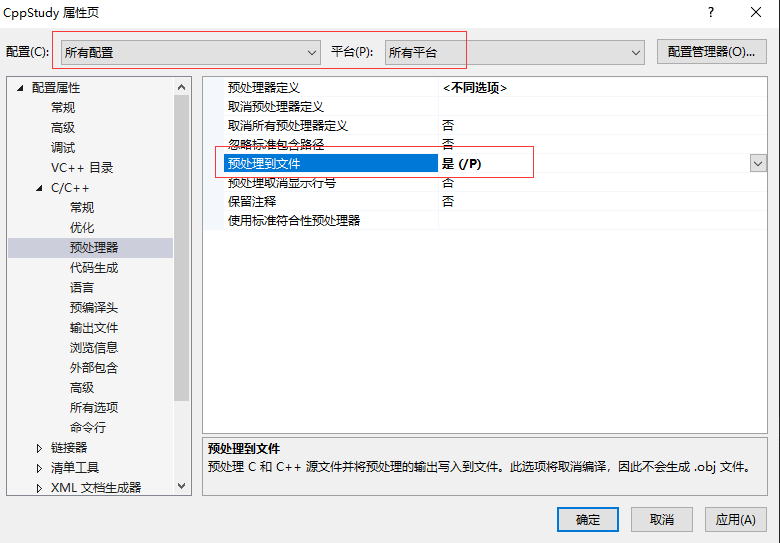 CppStudy 属性页
?
配置(C): 所有配置 平台(P): 所有平台 配置管理器(O)...
配置属性
常规
高级
调试
VC++ 目录
C/C++
常规
优化
预处理器
代码生成
语言
预编译头
输出文件
浏览信息
外部包含
高级
所有选项
命令行
链接器
清单工具
XML 文档生成器
预处理器定义 <不同选项>
取消预处理器定义
取消所有预处理器定义 否
忽略标准包含路径 否
预处理到文件 是 (/P)
预处理取消显示行号 否
保留注释 否
使用标准符合性预处理器
预处理到文件
预处理 C 和 C++ 源文件并将预处理的输出写入到文件。此选项将取消编译，因此不会生成 .obj 文件。
确定 取消 应用(A)